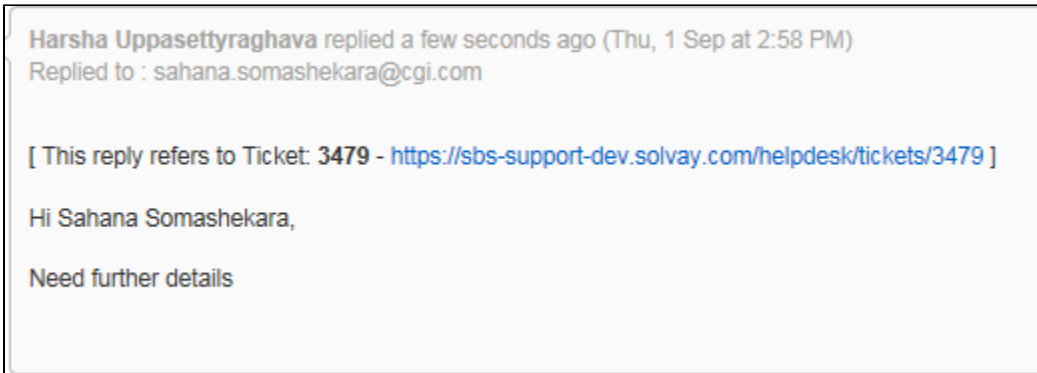 Harsha Uppasettyraghava replied a few seconds ago (Thu, 1 Sep at 2:58 PM)
Replied to : sahana.somashekara@cgi.com
[ This reply refers to Ticket: 3479 - https://sbs-support-dev.solvay.com/helpdesk/tickets/3479 ]
Hi Sahana Somashekara,
Need further details